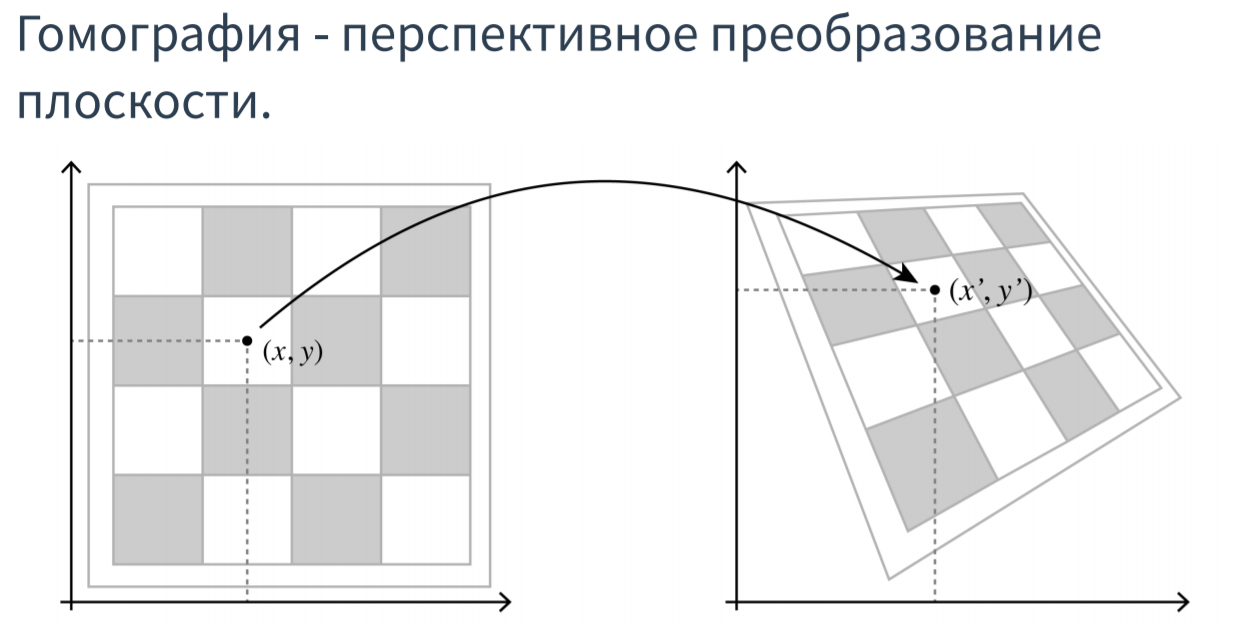 Гомография - перспективное преобразование
плоскости.
(x, y)
(x’, y’)